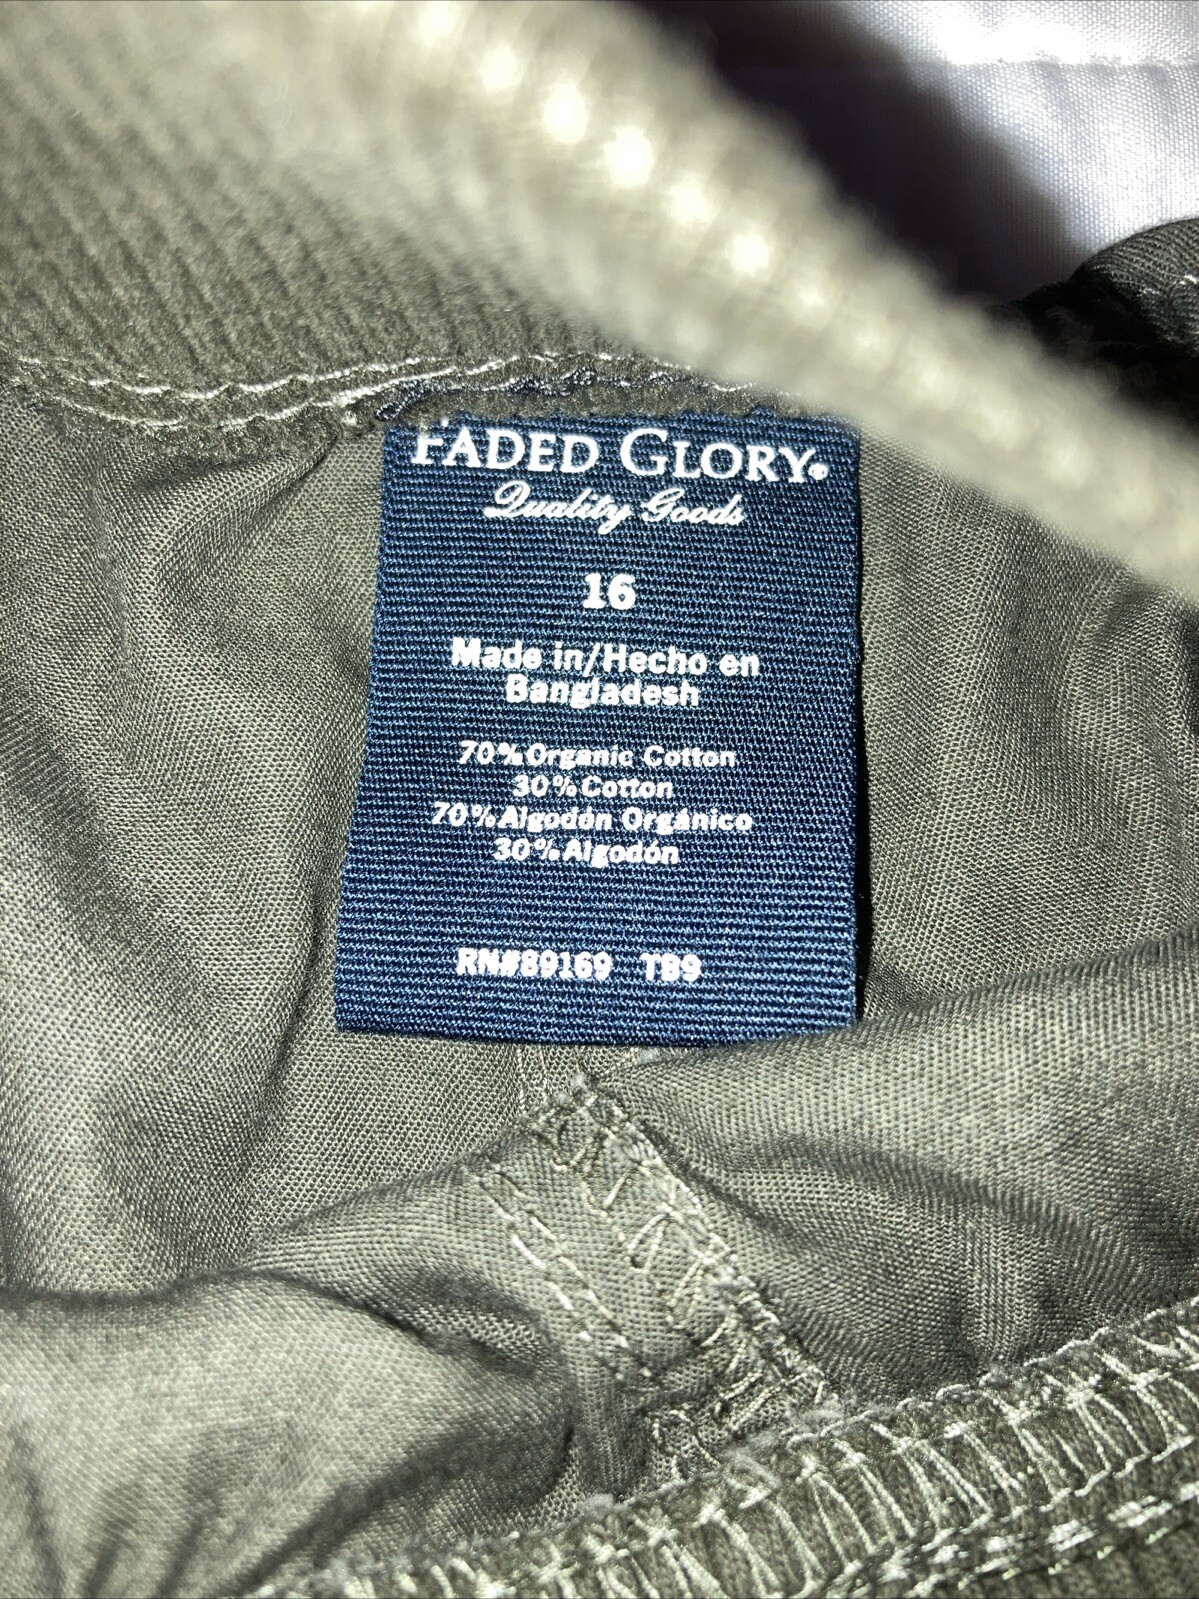 FADED GLORY®
Quality Goods
16
Made in/Hecho en
Bangladesh
70% Organic Cotton
30% Cotton
70% Algodón Orgánico
30% Algodón
RN#89169 TB9